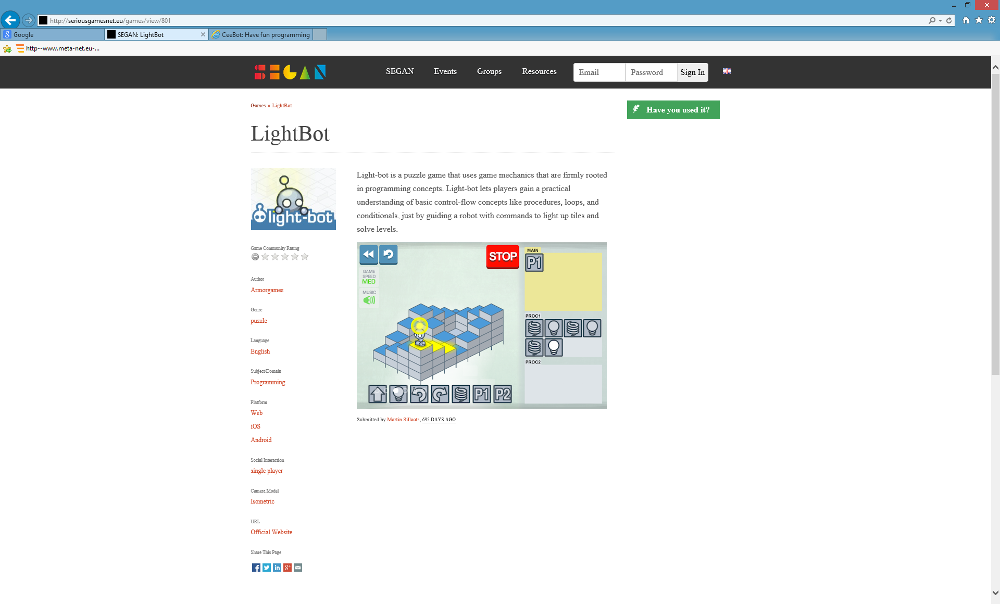 http://seriousgamesnet.eu/games/view/801
Google
SEGAN: LightBot
CeeBot: Have fun programming
http--www.meta-net.eu-...
SEGAN
SEGAN
Events
Groups
Resources
Email
Password
Sign In
Games » LightBot
Have you used it?
LightBot
light-bot
Light-bot is a puzzle game that uses game mechanics that are firmly rooted
in programming concepts. Light-bot lets players gain a practical
understanding of basic control-flow concepts like procedures, loops, and
conditionals, just by guiding a robot with commands to light up tiles and
solve levels.
STOP
MAIN
P1
GAME
SPEED
MED
MUSIC
PROC1
PROC2
P1
P2
Submitted by Martin Sillaots, 695 DAYS AGO
Game Community Rating
Author
Armorgames
Genre
puzzle
Language
English
Subject/Domain
Programming
Platform
Web
iOS
Android
Social Interaction
single player
Camera Model
Isometric
URL
Official Website
Share This Page